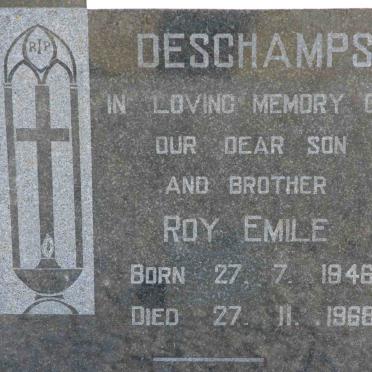 RIP
DESCHAMPS
IN LOVING MEMORY
OUR DEAR SON
AND BROTHER
ROY EMILE
BORN 27. 7. 1946
DIED 27. 11. 1968